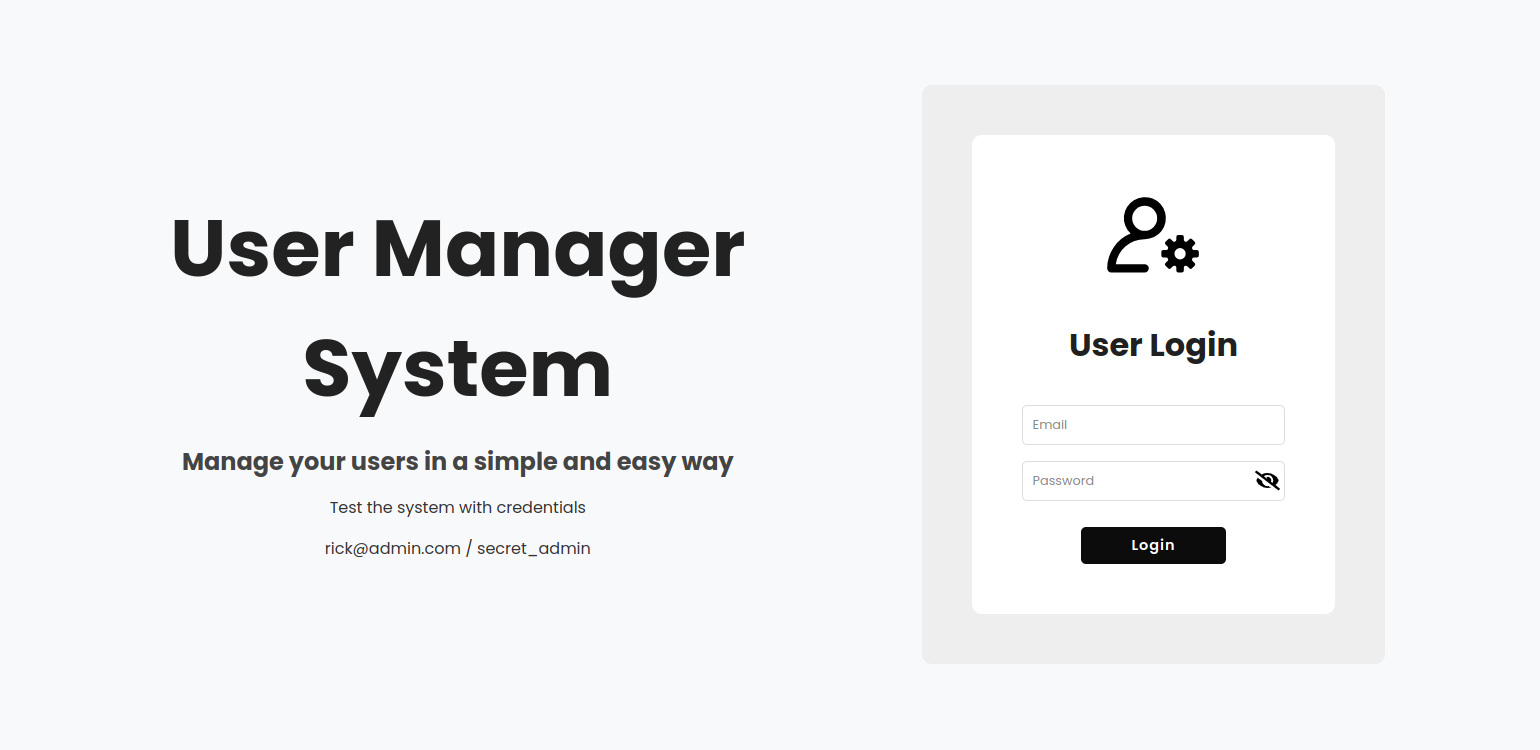 User Manager
System
Manage your users in a simple and easy way
Test the system with credentials
rick@admin.com / secret_admin
User Login
Email
Password
Login